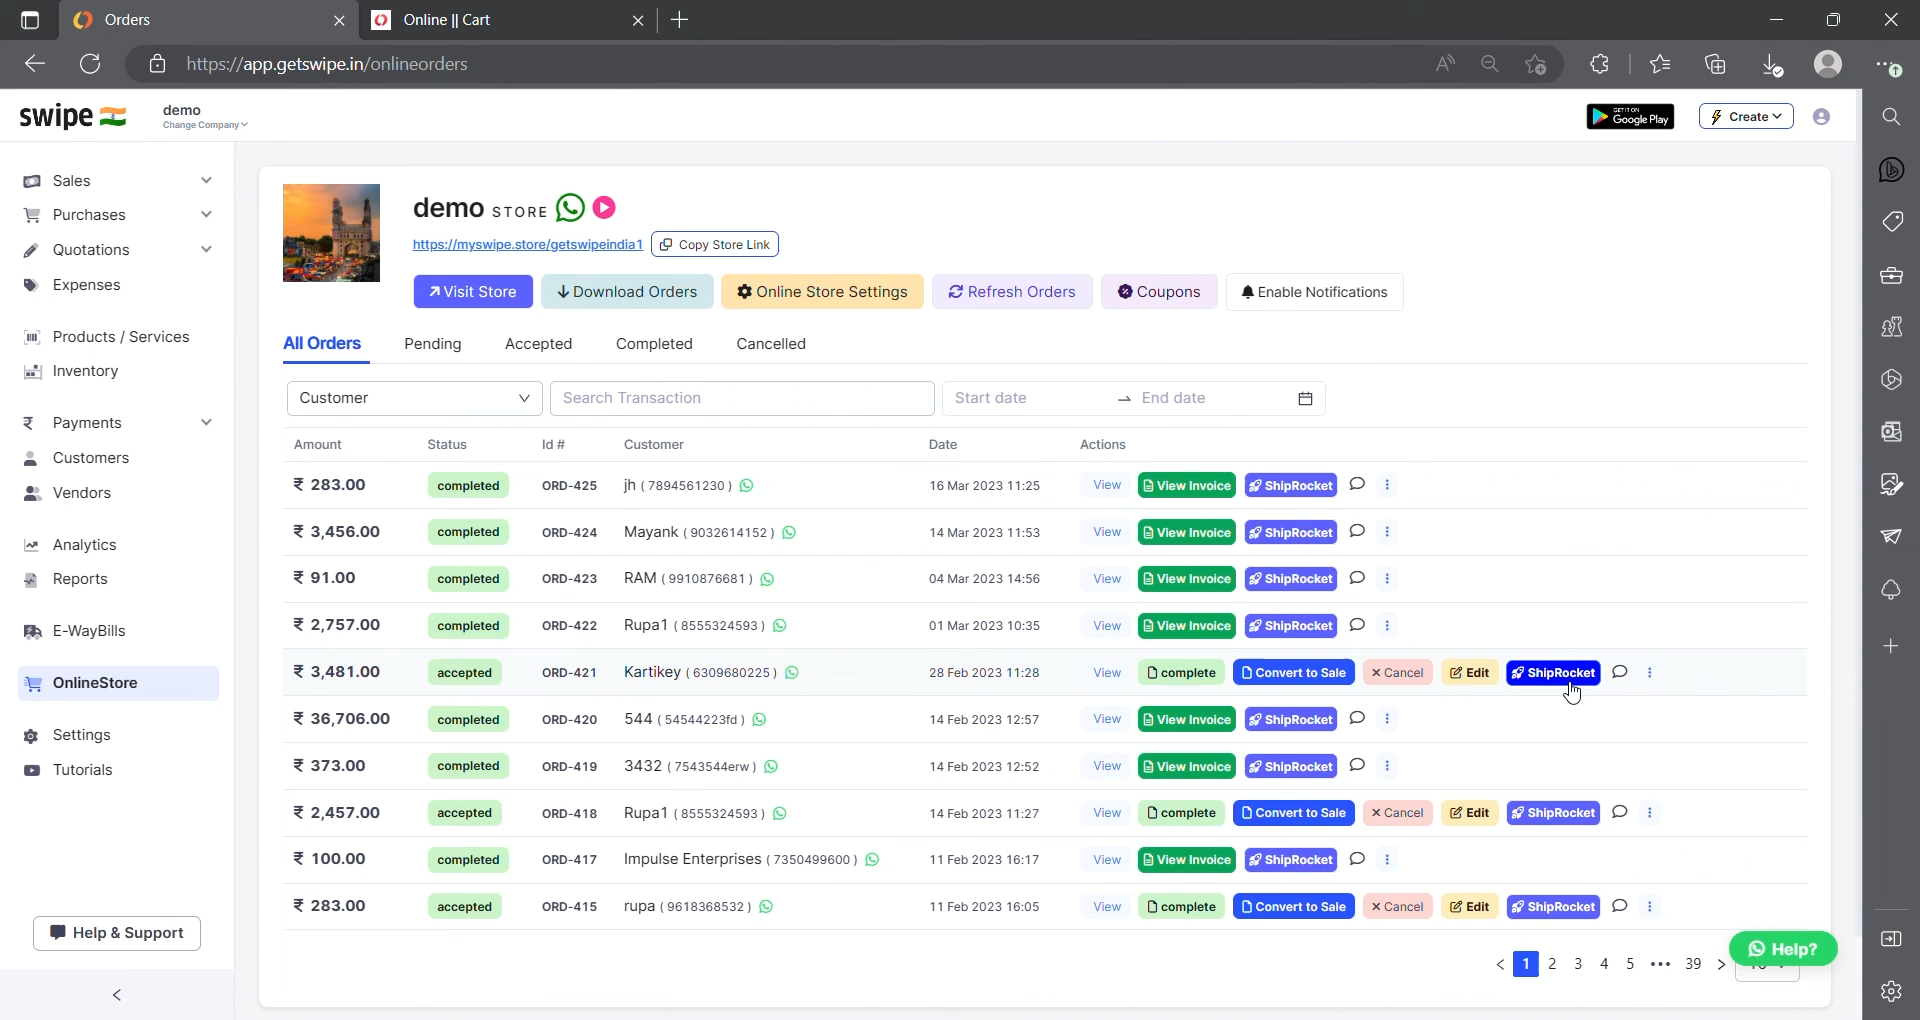 Orders
Online || Cart
https://app.getswipe.in/onlineorders
swipe
demo
Change Company
GET IT ON
Google Play
Create
Sales
Purchases
Quotations
Expenses
Products / Services
Inventory
Payments
Customers
Vendors
Analytics
Reports
E-WayBills
OnlineStore
Settings
Tutorials
Help & Support
demo STORE
https://myswipe.store/getswipeindia1 Copy Store Link
Visit Store Download Orders Online Store Settings Refresh Orders Coupons Enable Notifications
All Orders Pending Accepted Completed Cancelled
Customer Search Transaction Start date End date
Amount Status Id # Customer Date Actions
₹ 283.00 completed ORD-425 jh ( 7894561230 ) 16 Mar 2023 11:25 View View Invoice ShipRocket
₹ 3,456.00 completed ORD-424 Mayank ( 9032614152 ) 14 Mar 2023 11:53 View View Invoice ShipRocket
₹ 91.00 completed ORD-423 RAM ( 9910876681 ) 04 Mar 2023 14:56 View View Invoice ShipRocket
₹ 2,757.00 completed ORD-422 Rupa1 ( 8555324593 ) 01 Mar 2023 10:35 View View Invoice ShipRocket
₹ 3,481.00 accepted ORD-421 Kartikey ( 6309680225 ) 28 Feb 2023 11:28 View complete Convert to Sale Cancel Edit ShipRocket
₹ 36,706.00 completed ORD-420 544 ( 54544223fd ) 14 Feb 2023 12:57 View View Invoice ShipRocket
₹ 373.00 completed ORD-419 3432 ( 7543544erw ) 14 Feb 2023 12:52 View View Invoice ShipRocket
₹ 2,457.00 accepted ORD-418 Rupa1 ( 8555324593 ) 14 Feb 2023 11:27 View complete Convert to Sale Cancel Edit ShipRocket
₹ 100.00 completed ORD-417 Impulse Enterprises ( 7350499600 ) 11 Feb 2023 16:17 View View Invoice ShipRocket
₹ 283.00 accepted ORD-415 rupa ( 9618368532 ) 11 Feb 2023 16:05 View complete Convert to Sale Cancel Edit ShipRocket
< 1 2 3 4 5 ••• 39 >
Help?